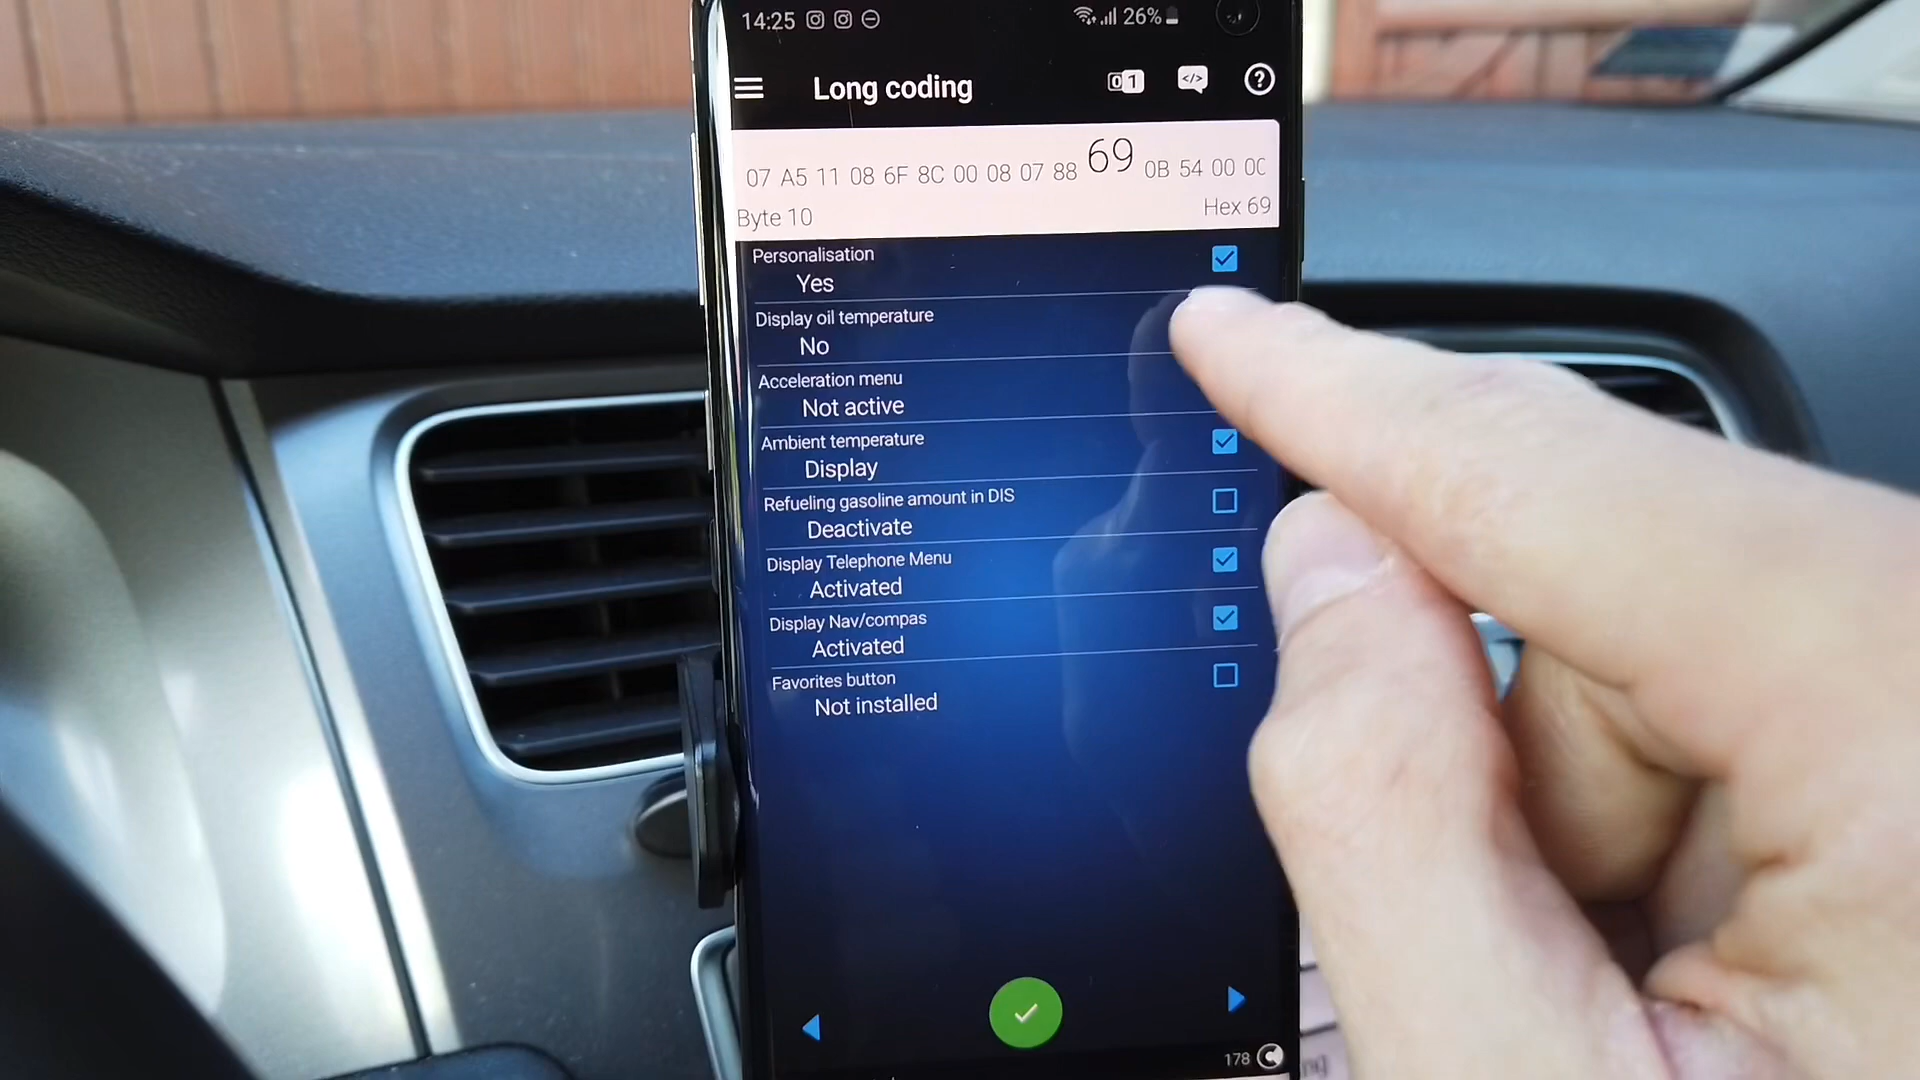 14:25 26%
Long coding 01 </> ?
07 A5 11 08 6F 8C 00 08 07 88 69 0B 54 00 0C
Byte 10 Hex 69
Personalisation
Yes
Display oil temperature
No
Acceleration menu
Not active
Ambient temperature
Display
Refueling gasoline amount in DIS
Deactivate
Display Telephone Menu
Activated
Display Nav/compas
Activated
Favorites button
Not installed
178